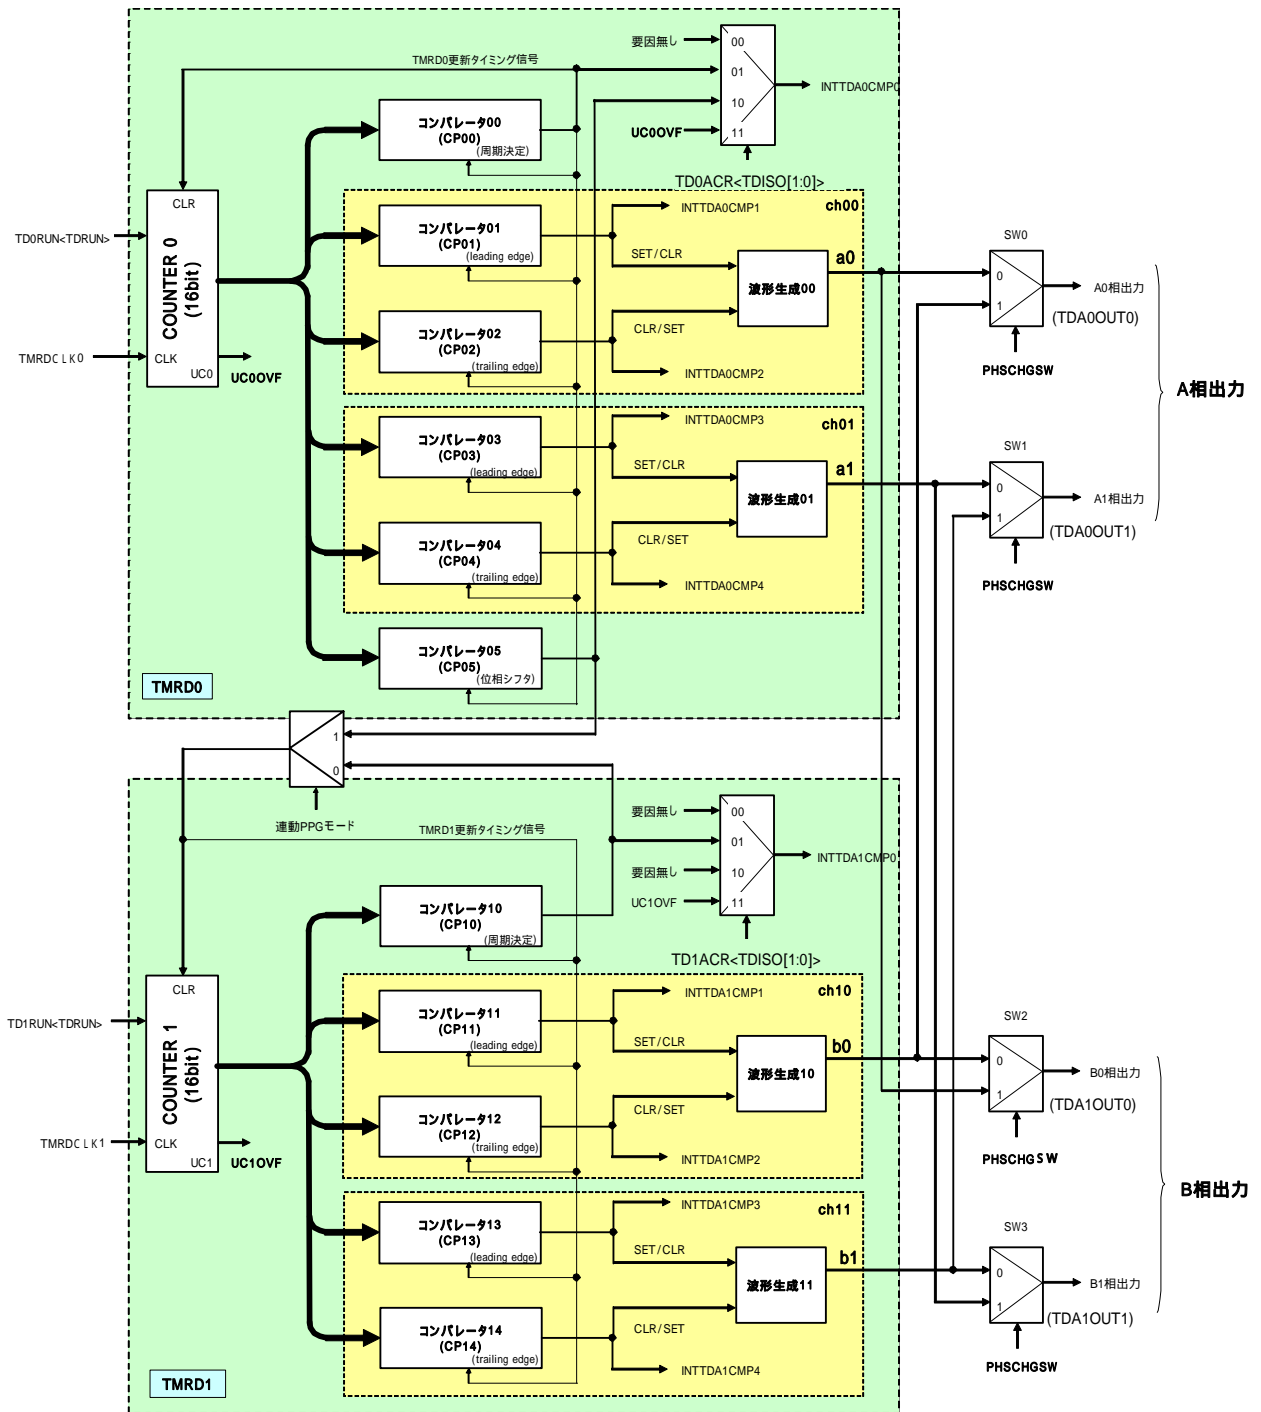 要因無し
00
TMRD0更新タイミング信号
01
INTTDA0CMP0
10
UC0OVF
11
コンパレータ00
(CP00)
(周期決定)
TD0ACR<TDISO[1:0]>
CLR
TD0RUN<TDRUN>
COUNTER 0
(16bit)
TMRDCLK0
CLK
UC0
UC0OVF
コンパレータ01
(CP01)
(leading edge)
INTTDA0CMP1
ch00
SET/CLR
波形生成00
a0
コンパレータ02
(CP02)
(trailing edge)
CLR/SET
INTTDA0CMP2
SW0
0
1
A0相出力
(TDA0OUT0)
PHSCHGSW
A相出力
コンパレータ03
(CP03)
(leading edge)
INTTDA0CMP3
ch01
SET/CLR
波形生成01
a1
コンパレータ04
(CP04)
(trailing edge)
CLR/SET
INTTDA0CMP4
SW1
0
1
A1相出力
(TDA0OUT1)
PHSCHGSW
コンパレータ05
(CP05)
(位相シフタ)
TMRD0
1
0
連動PPGモード
TMRD1更新タイミング信号
要因無し
00
01
INTTDA1CMP0
要因無し
10
UC1OVF
11
コンパレータ10
(CP10)
(周期決定)
TD1ACR<TDISO[1:0]>
CLR
TD1RUN<TDRUN>
COUNTER 1
(16bit)
TMRDCLK1
CLK
UC1
UC1OVF
コンパレータ11
(CP11)
(leading edge)
INTTDA1CMP1
ch10
SET/CLR
波形生成10
b0
コンパレータ12
(CP12)
(trailing edge)
CLR/SET
INTTDA1CMP2
SW2
0
1
B0相出力
(TDA1OUT0)
PHSCHGSW
B相出力
コンパレータ13
(CP13)
(leading edge)
INTTDA1CMP3
ch11
SET/CLR
波形生成11
b1
コンパレータ14
(CP14)
(trailing edge)
CLR/SET
INTTDA1CMP4
SW3
0
1
B1相出力
(TDA1OUT1)
PHSCHGSW
TMRD1